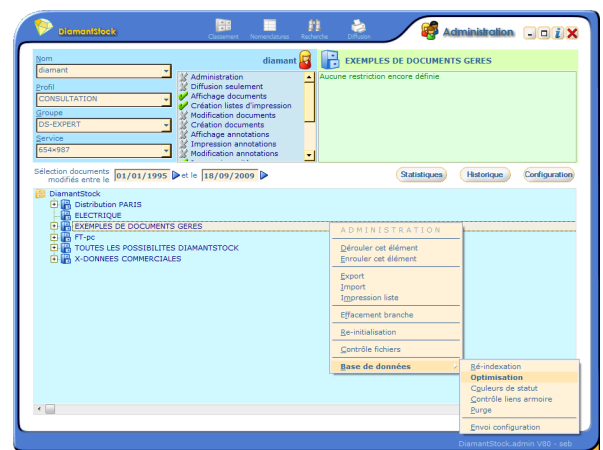 DiamantStock
Classement
Nomenclatures
Recherche
Diffusion
Administration
Nom
diamant
diamant
Profil
CONSULTATION
Groupe
DS-EXPERT
Service
654×987
Administration
Diffusion seulement
Affichage documents
Création listes d'impression
Modification documents
Création documents
Affichage annotations
Impression annotations
Modification annotations
EXEMPLES DE DOCUMENTS GERES
Aucune restriction encore définie
Sélection documents
modifiés entre le 01/01/1995 et le 18/09/2009
Statistiques
Historique
Configuration
DiamantStock
Distribution PARIS
ELECTRIQUE
EXEMPLES DE DOCUMENTS GERES
FT-pc
TOUTES LES POSSIBILITES DIAMANTSTOCK
X-DONNEES COMMERCIALES
ADMINISTRATION
Dérouler cet élément
Enrouler cet élément
Export
Import
Impression liste
Effacement branche
Re-initialisation
Contrôle fichiers
Base de données
Ré-indexation
Optimisation
Couleurs de statut
Contrôle liens armoire
Purge
Envoi configuration
DiamantStock.admin V80 - seb